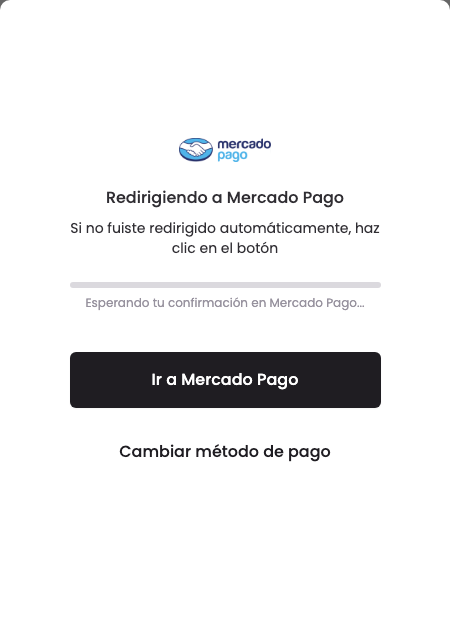 mercado
pago
Redirigiendo a Mercado Pago
Si no fuiste redirigido automáticamente, haz
clic en el botón
Esperando tu confirmación en Mercado Pago...
Ir a Mercado Pago
Cambiar método de pago